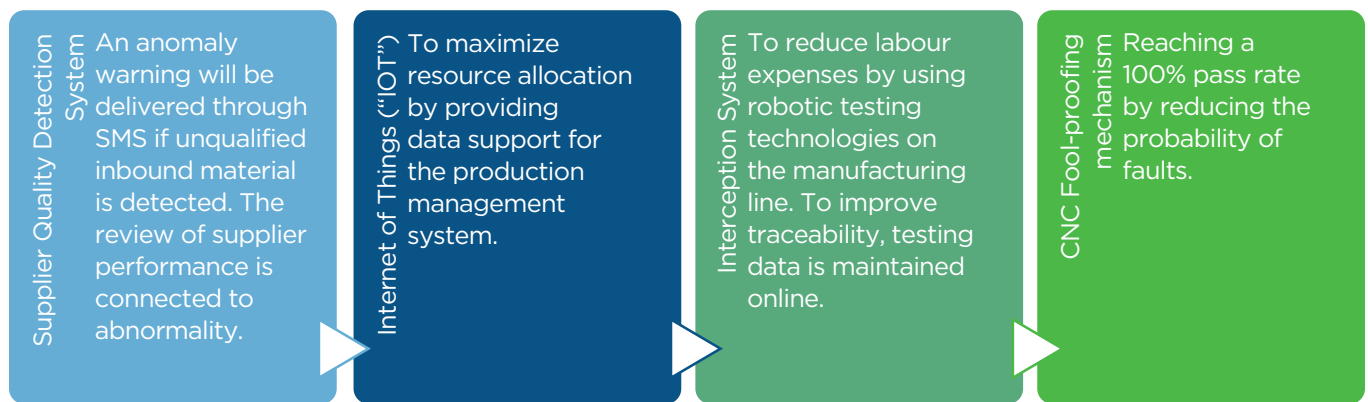 Supplier Quality Detection
System
An anomaly
warning will be
delivered through
SMS if unqualified
inbound material
is detected. The
review of supplier
performance is
connected to
abnormality.
Internet of Things (“IOT”)
To maximize
resource allocation
by providing
data support for
the production
management
system.
Interception System
To reduce labour
expenses by using
robotic testing
technologies on
the manufacturing
line. To improve
traceability, testing
data is maintained
online.
CNC Fool-proofing
mechanism
Reaching a
100% pass rate
by reducing the
probability of
faults.